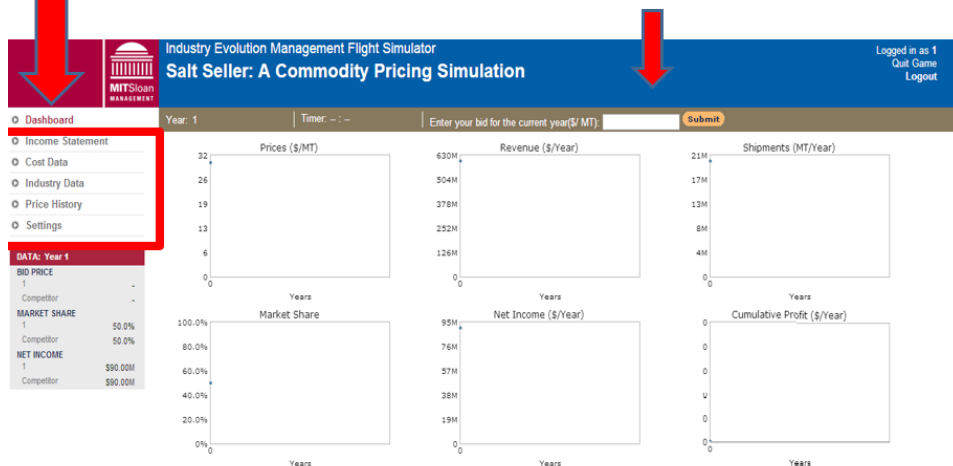 MITSloan
MANAGEMENT
Industry Evolution Management Flight Simulator
Salt Seller: A Commodity Pricing Simulation
Logged in as 1
Quit Game
Logout
Dashboard
Income Statement
Cost Data
Industry Data
Price History
Settings
Year: 1
Timer: – : –
Enter your bid for the current year($/ MT):
Submit
DATA: Year 1
BID PRICE
1 -
Competitor -
MARKET SHARE
1 50.0%
Competitor 50.0%
NET INCOME
1 $90.00M
Competitor $90.00M
Prices ($/MT)
32
26
19
13
6
0
0
Years
Revenue ($/Year)
630M
504M
378M
252M
126M
0
0
Years
Shipments (MT/Year)
21M
17M
13M
8M
4M
0
0
Years
Market Share
100.0%
80.0%
60.0%
40.0%
20.0%
0%
0
Years
Net Income ($/Year)
95M
76M
57M
38M
19M
0
0
Years
Cumulative Profit ($/Year)
0
0
0
0
0
0
0
Years